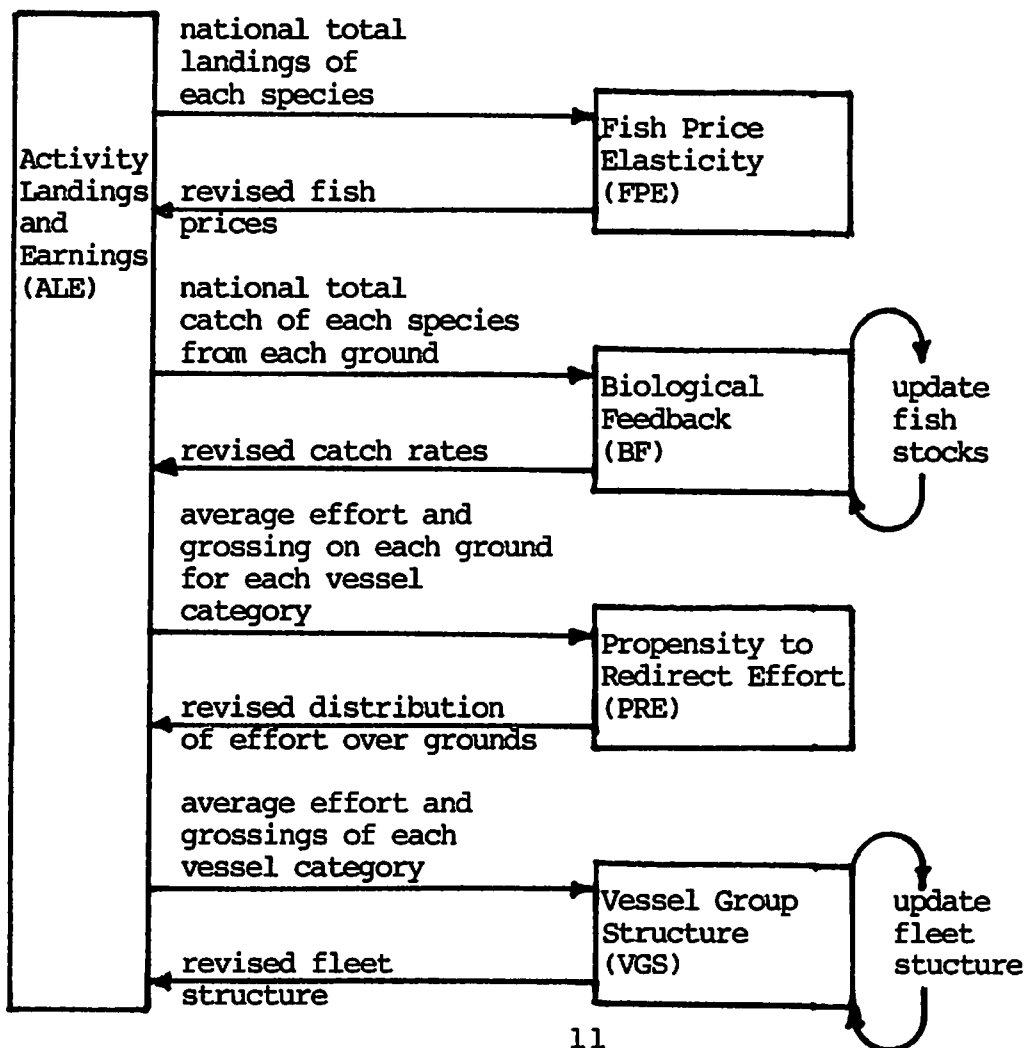 Activity
Landings
and
Earnings
(ALE)
national total
landings of
each species
Fish Price
Elasticity
(FPE)
revised fish
prices
national total
catch of each species
from each ground
Biological
Feedback
(BF)
update
fish
stocks
revised catch rates
average effort and
grossing on each ground
for each vessel
category
Propensity to
Redirect Effort
(PRE)
revised distribution
of effort over grounds
average effort and
grossings of each
vessel category
Vessel Group
Structure
(VGS)
update
fleet
stucture
revised fleet
structure
11